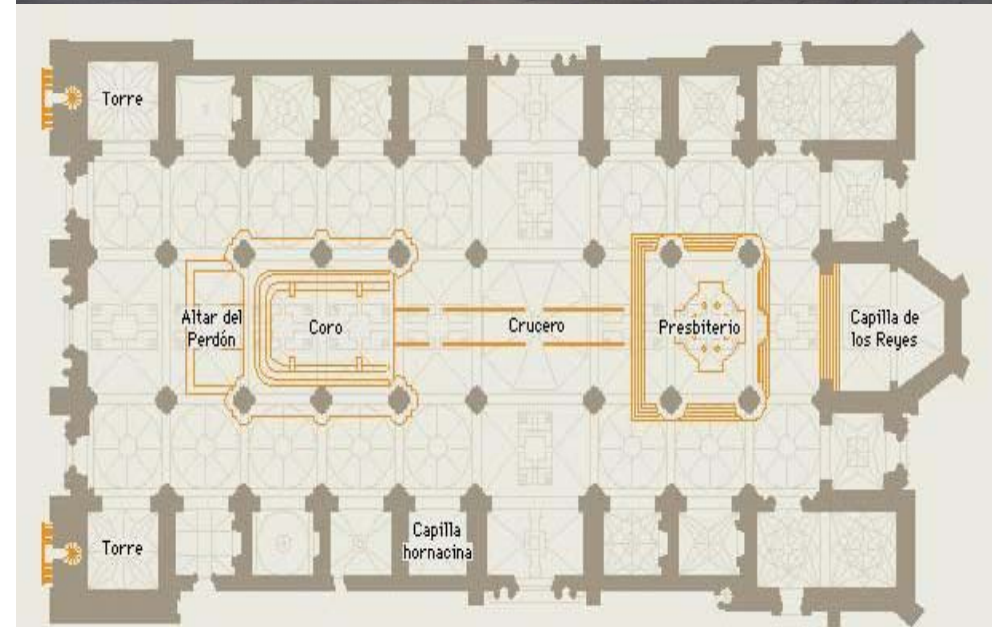 Torre
Altar del
Perdón
Coro
Crucero
Presbiterio
Capilla de
los Reyes
Torre
Capilla
hornacina